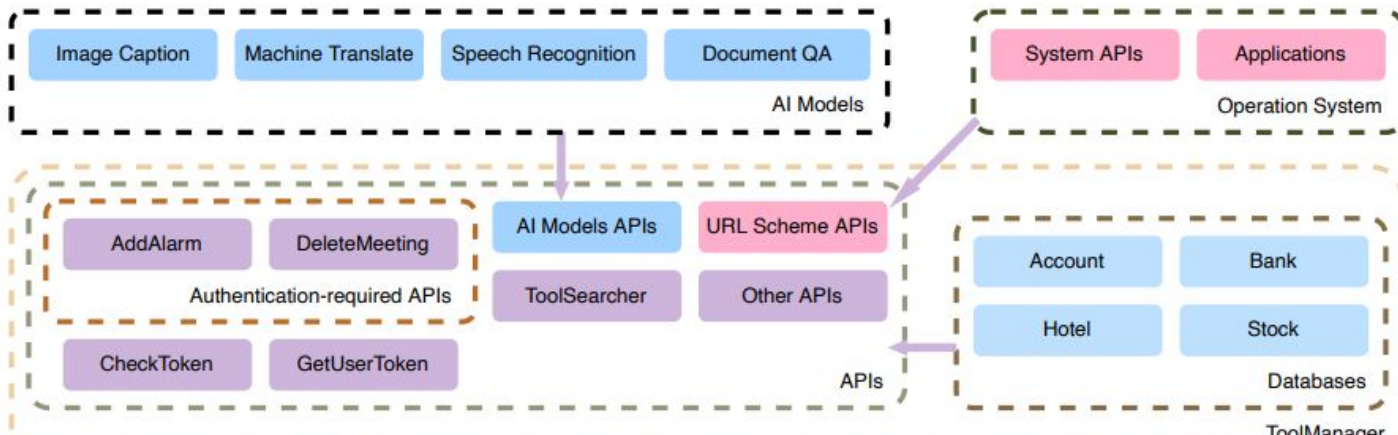 Image Caption
Machine Translate
Speech Recognition
Document QA
AI Models
System APIs
Applications
Operation System
AddAlarm
DeleteMeeting
Authentication-required APIs
AI Models APIs
URL Scheme APIs
ToolSearcher
Other APIs
CheckToken
GetUserToken
APIs
Account
Bank
Hotel
Stock
Databases
ToolManager